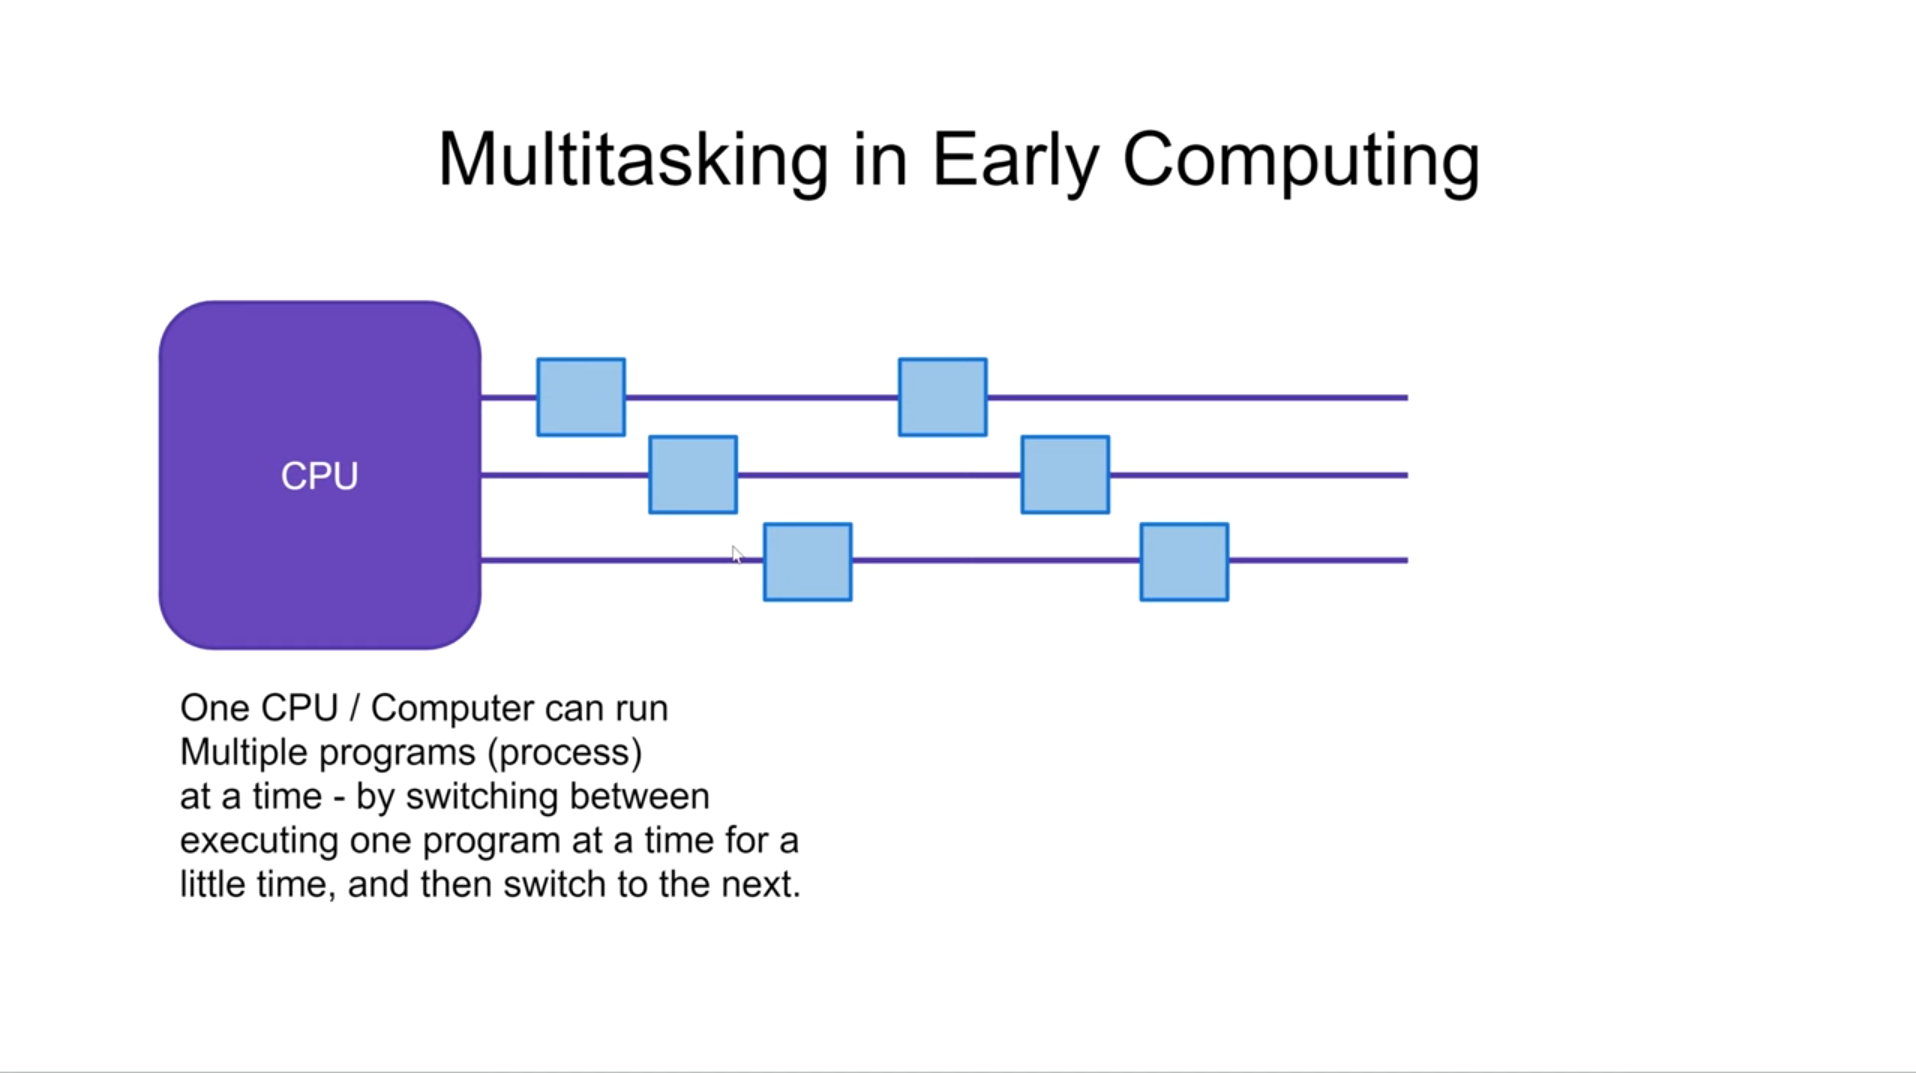 Multitasking in Early Computing
CPU
One CPU / Computer can run
Multiple programs (process)
at a time - by switching between
executing one program at a time for a
little time, and then switch to the next.